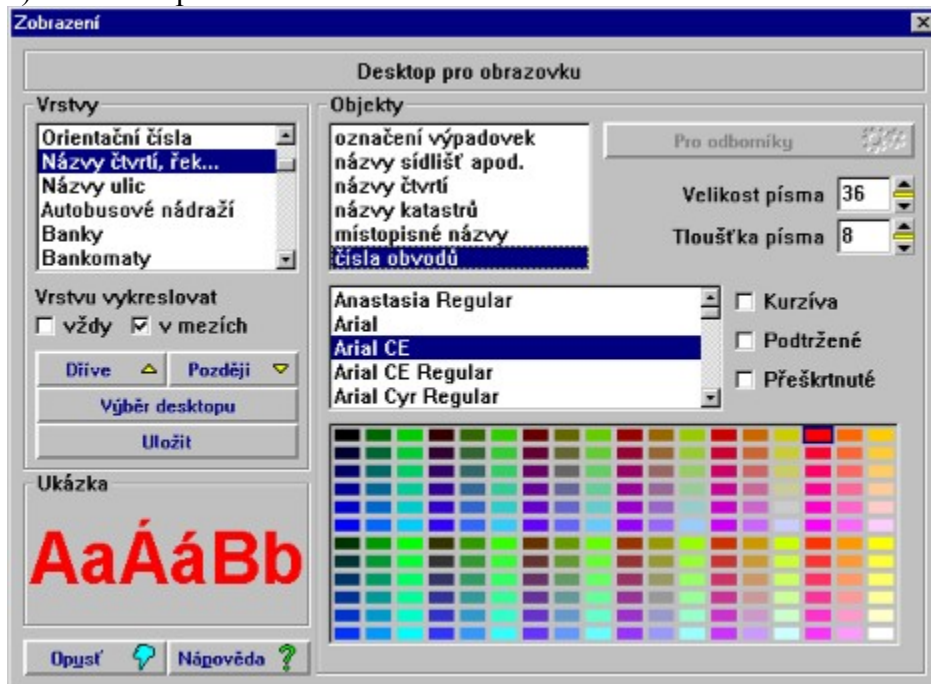 Zobrazení
Desktop pro obrazovku
Vrstvy
Orientační čísla
Názvy čtvrtí, řek...
Názvy ulic
Autobusové nádraží
Banky
Bankomaty
Vrstvu vykreslovat
vždy v mezích
Dříve Později
Výběr desktopu
Uložit
Ukázka
AaÁáBb
Opusť Nápověda
Objekty
označení výpadovek
názvy sídlišť apod.
názvy čtvrtí
názvy katastrů
místopisné názvy
čísla obvodů
Pro odborníky
Velikost písma 36
Tloušťka písma 8
Anastasia Regular
Arial
Arial CE
Arial CE Regular
Arial Cyr Regular
Kurzíva
Podtržené
Přeškrtnuté